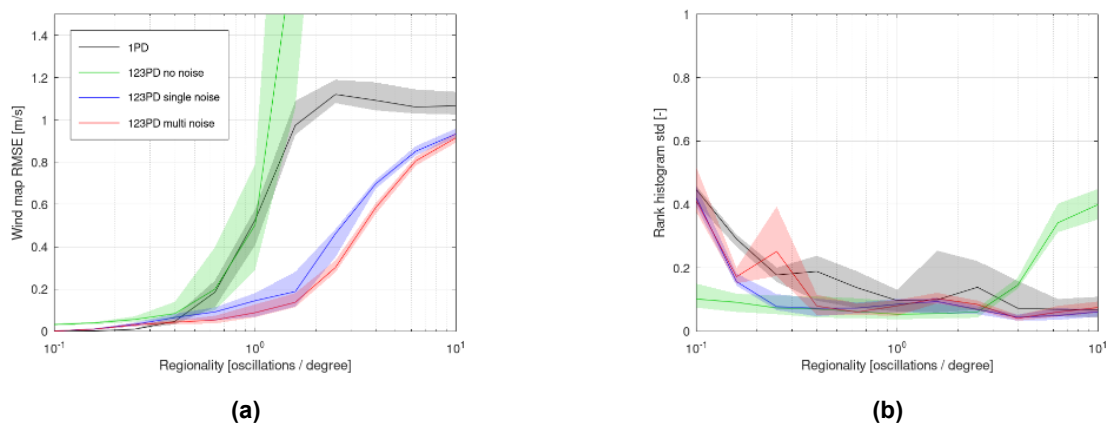 1.4
1.2
1
0.8
0.6
0.4
0.2
0
Wind map RMSE [m/s]
1PD
123PD no noise
123PD single noise
123PD multi noise
10^-1
10^0
10^1
Regionality [oscillations / degree]
(a)
1
0.8
0.6
0.4
0.2
0
Rank histogram std [-]
10^-1
10^0
10^1
Regionality [oscillations / degree]
(b)